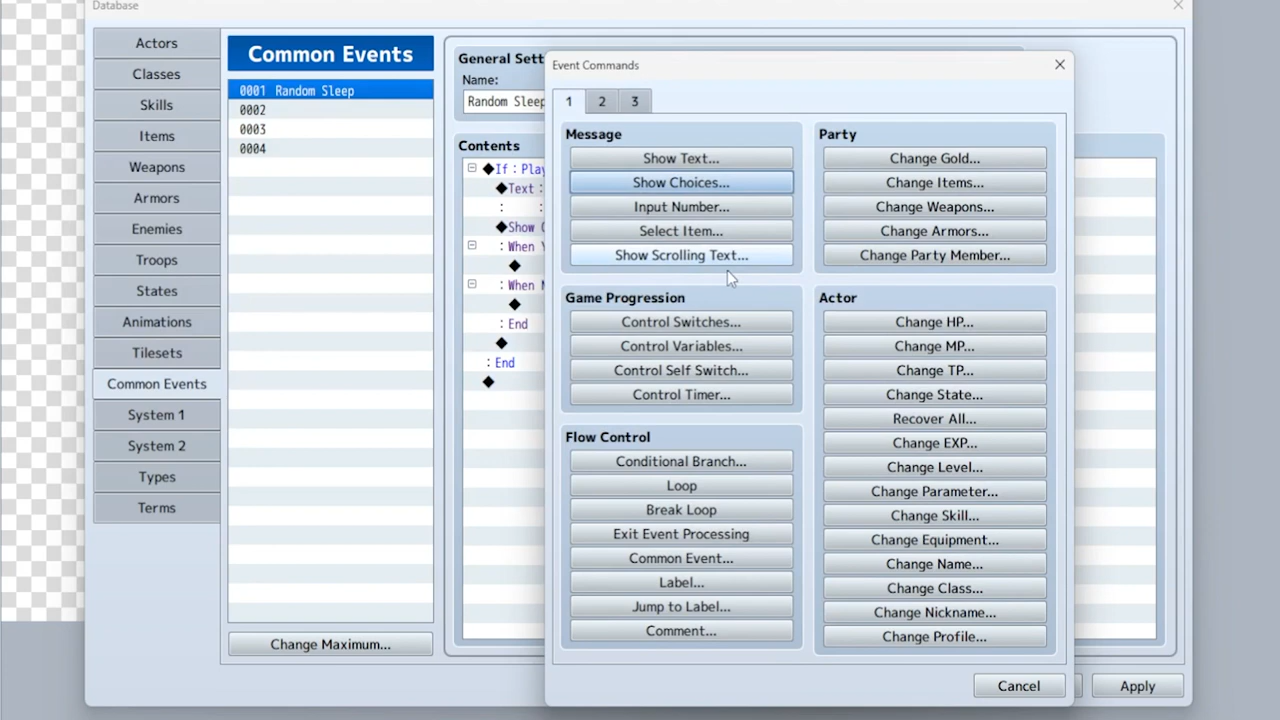 Database
Actors
Classes
Skills
Items
Weapons
Armors
Enemies
Troops
States
Animations
Tilesets
Common Events
System 1
System 2
Types
Terms
Common Events
0001 Random Sleep
0002
0003
0004
Change Maximum...
General Sett
Name:
Random Sleep
Contents
◆If : Play
◆Text :
: :
◆Show C
: When Y
◆
: When N
◆
: End
◆
: End
◆
Event Commands
1 2 3
Message
Show Text...
Show Choices...
Input Number...
Select Item...
Show Scrolling Text...
Game Progression
Control Switches...
Control Variables...
Control Self Switch...
Control Timer...
Flow Control
Conditional Branch...
Loop
Break Loop
Exit Event Processing
Common Event...
Label...
Jump to Label...
Comment...
Party
Change Gold...
Change Items...
Change Weapons...
Change Armors...
Change Party Member...
Actor
Change HP...
Change MP...
Change TP...
Change State...
Recover All...
Change EXP...
Change Level...
Change Parameter...
Change Skill...
Change Equipment...
Change Name...
Change Class...
Change Nickname...
Change Profile...
Cancel
Apply